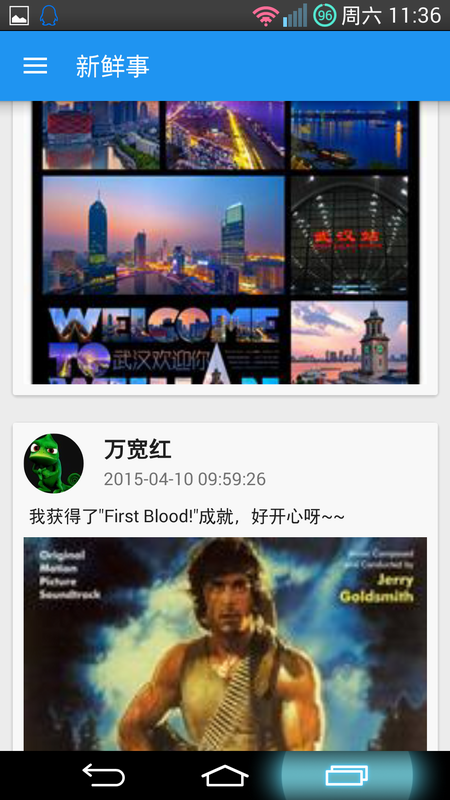 96 周六 11:36
新鲜事
武汉站
WELCOME
TO 武汉欢迎你
WUHAN
万宽红
2015-04-10 09:59:26
我获得了"First Blood!"成就，好开心呀~~
Original
Motion
Picture
Soundtrack
Music Composed
and Conducted by
Jerry
Goldsmith